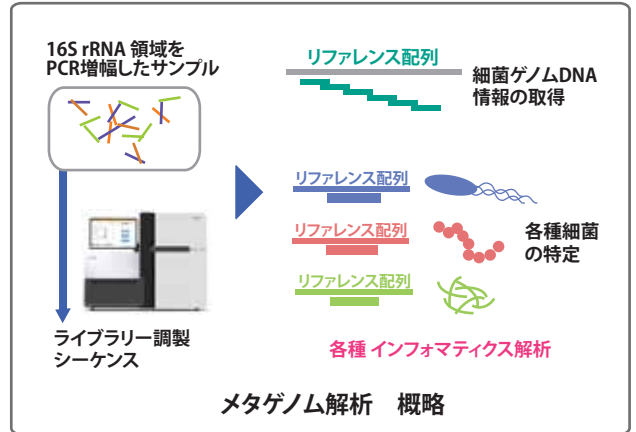 16S rRNA 領域を
PCR増幅したサンプル
ライブラリー調製
シーケンス
リファレンス配列
細菌ゲノムDNA
情報の取得
リファレンス配列
リファレンス配列
リファレンス配列
各種細菌
の特定
各種 インフォマティクス解析
メタゲノム解析　概略